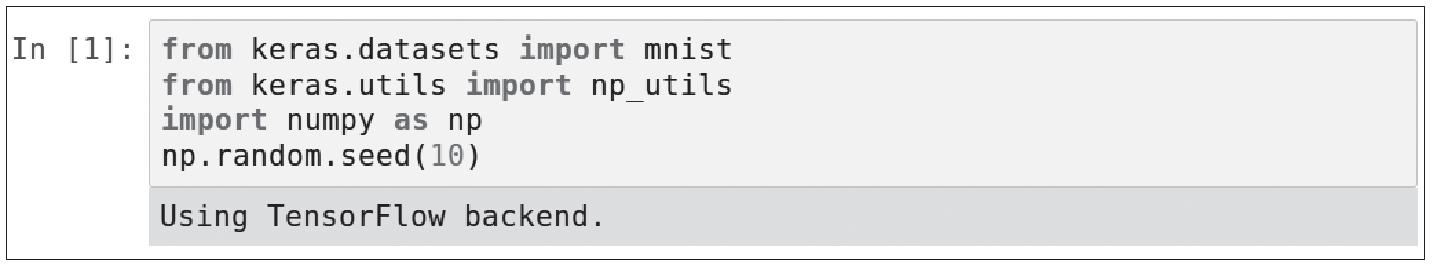 In [1]:
from keras.datasets import mnist
from keras.utils import np_utils
import numpy as np
np.random.seed(10)
Using TensorFlow backend.